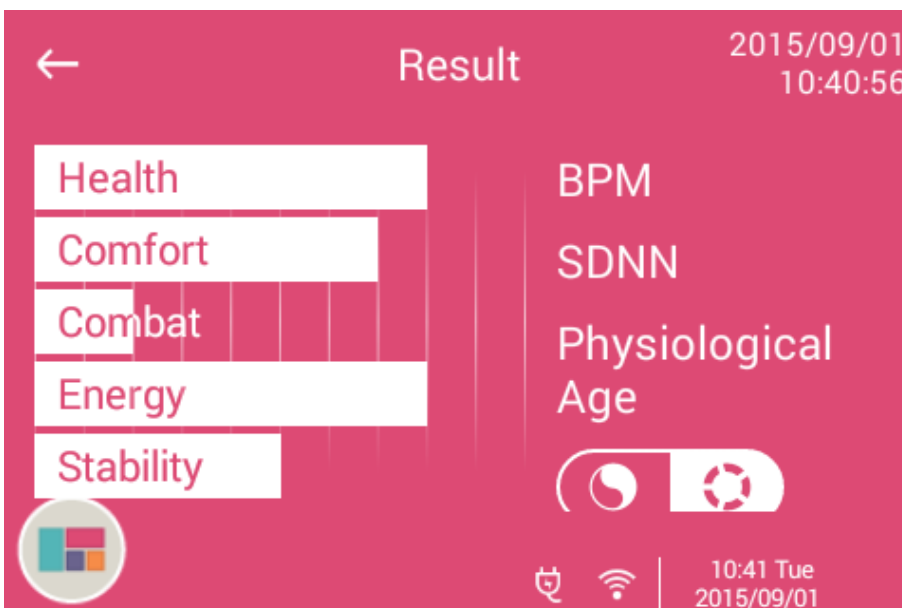 Result
2015/09/01
10:40:56
Health
Comfort
Combat
Energy
Stability
BPM
SDNN
Physiological
Age
10:41 Tue
2015/09/01